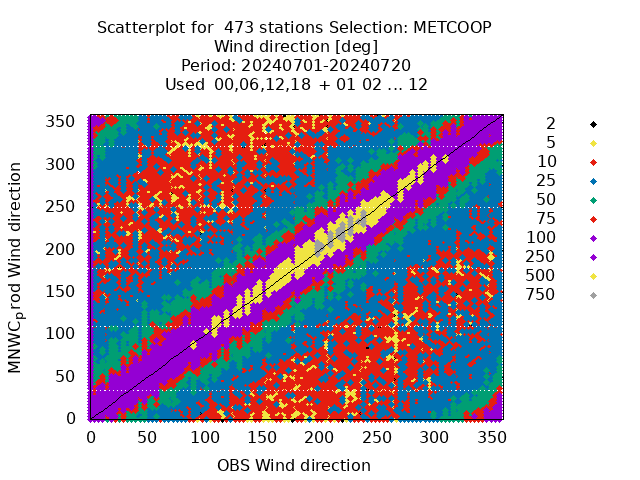 Scatterplot for  473 stations Selection: METCOOP
Wind direction [deg]
Period: 20240701-20240720
Used  00,06,12,18  + 01 02 ... 12
MNWC_prod Wind direction
350
300
250
200
150
100
50
0
0 50 100 150 200 250 300 350
OBS Wind direction
2
5
10
25
50
75
100
250
500
750